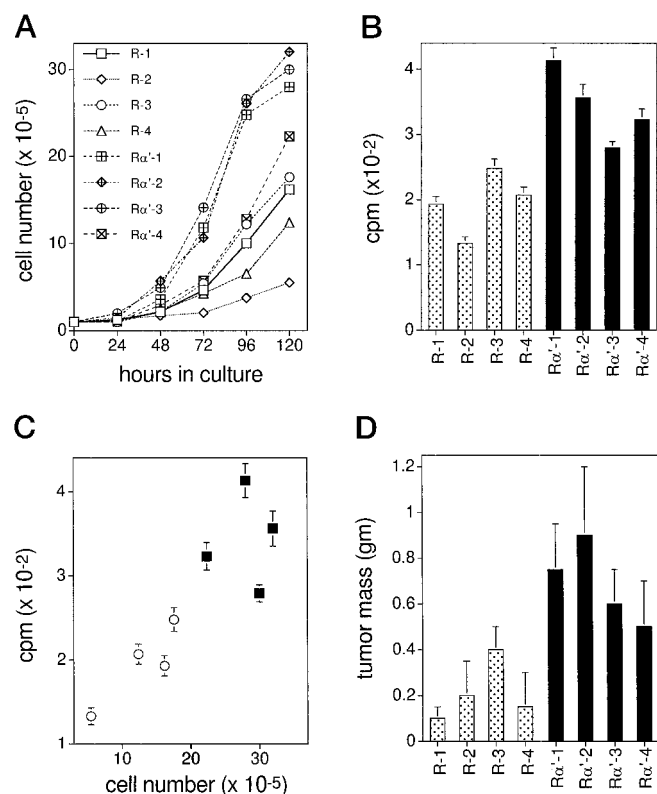 A
R-1
R-2
R-3
R-4
Rα'-1
Rα'-2
Rα'-3
Rα'-4
30
20
10
0
cell number (x 10-5)
0 24 48 72 96 120
hours in culture
B
4
3
2
1
0
cpm (x10-2)
R-1 R-2 R-3 R-4 Rα'-1 Rα'-2 Rα'-3 Rα'-4
C
4
3
2
1
cpm (x 10-2)
10 20 30
cell number (x 10-5)
D
1.2
1
0.8
0.6
0.4
0.2
0
tumor mass (gm)
R-1 R-2 R-3 R-4 Rα'-1 Rα'-2 Rα'-3 Rα'-4